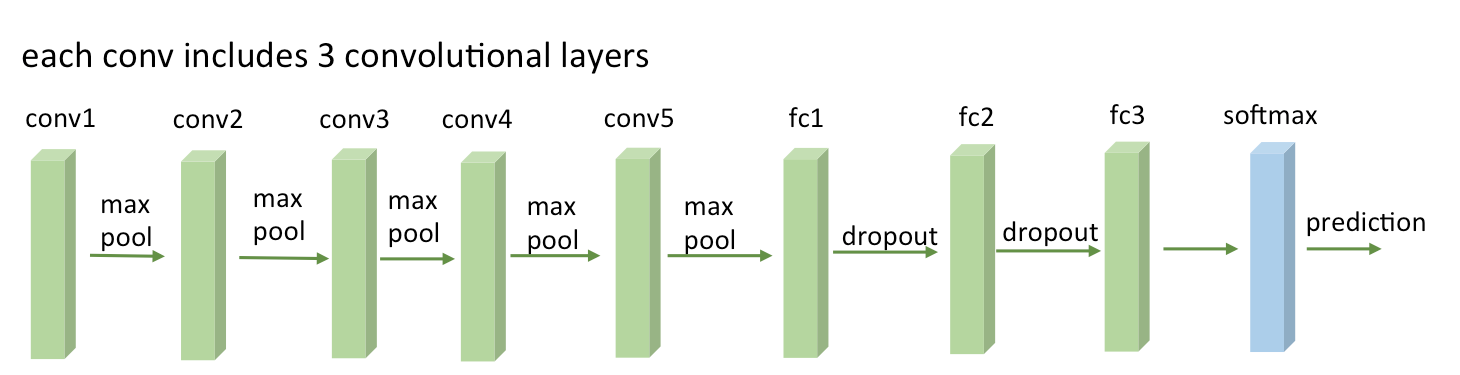 each conv includes 3 convolutional layers
conv1 conv2 conv3 conv4 conv5 fc1 fc2 fc3 softmax
max pool
max pool
max pool
max pool
max pool
dropout
dropout
prediction